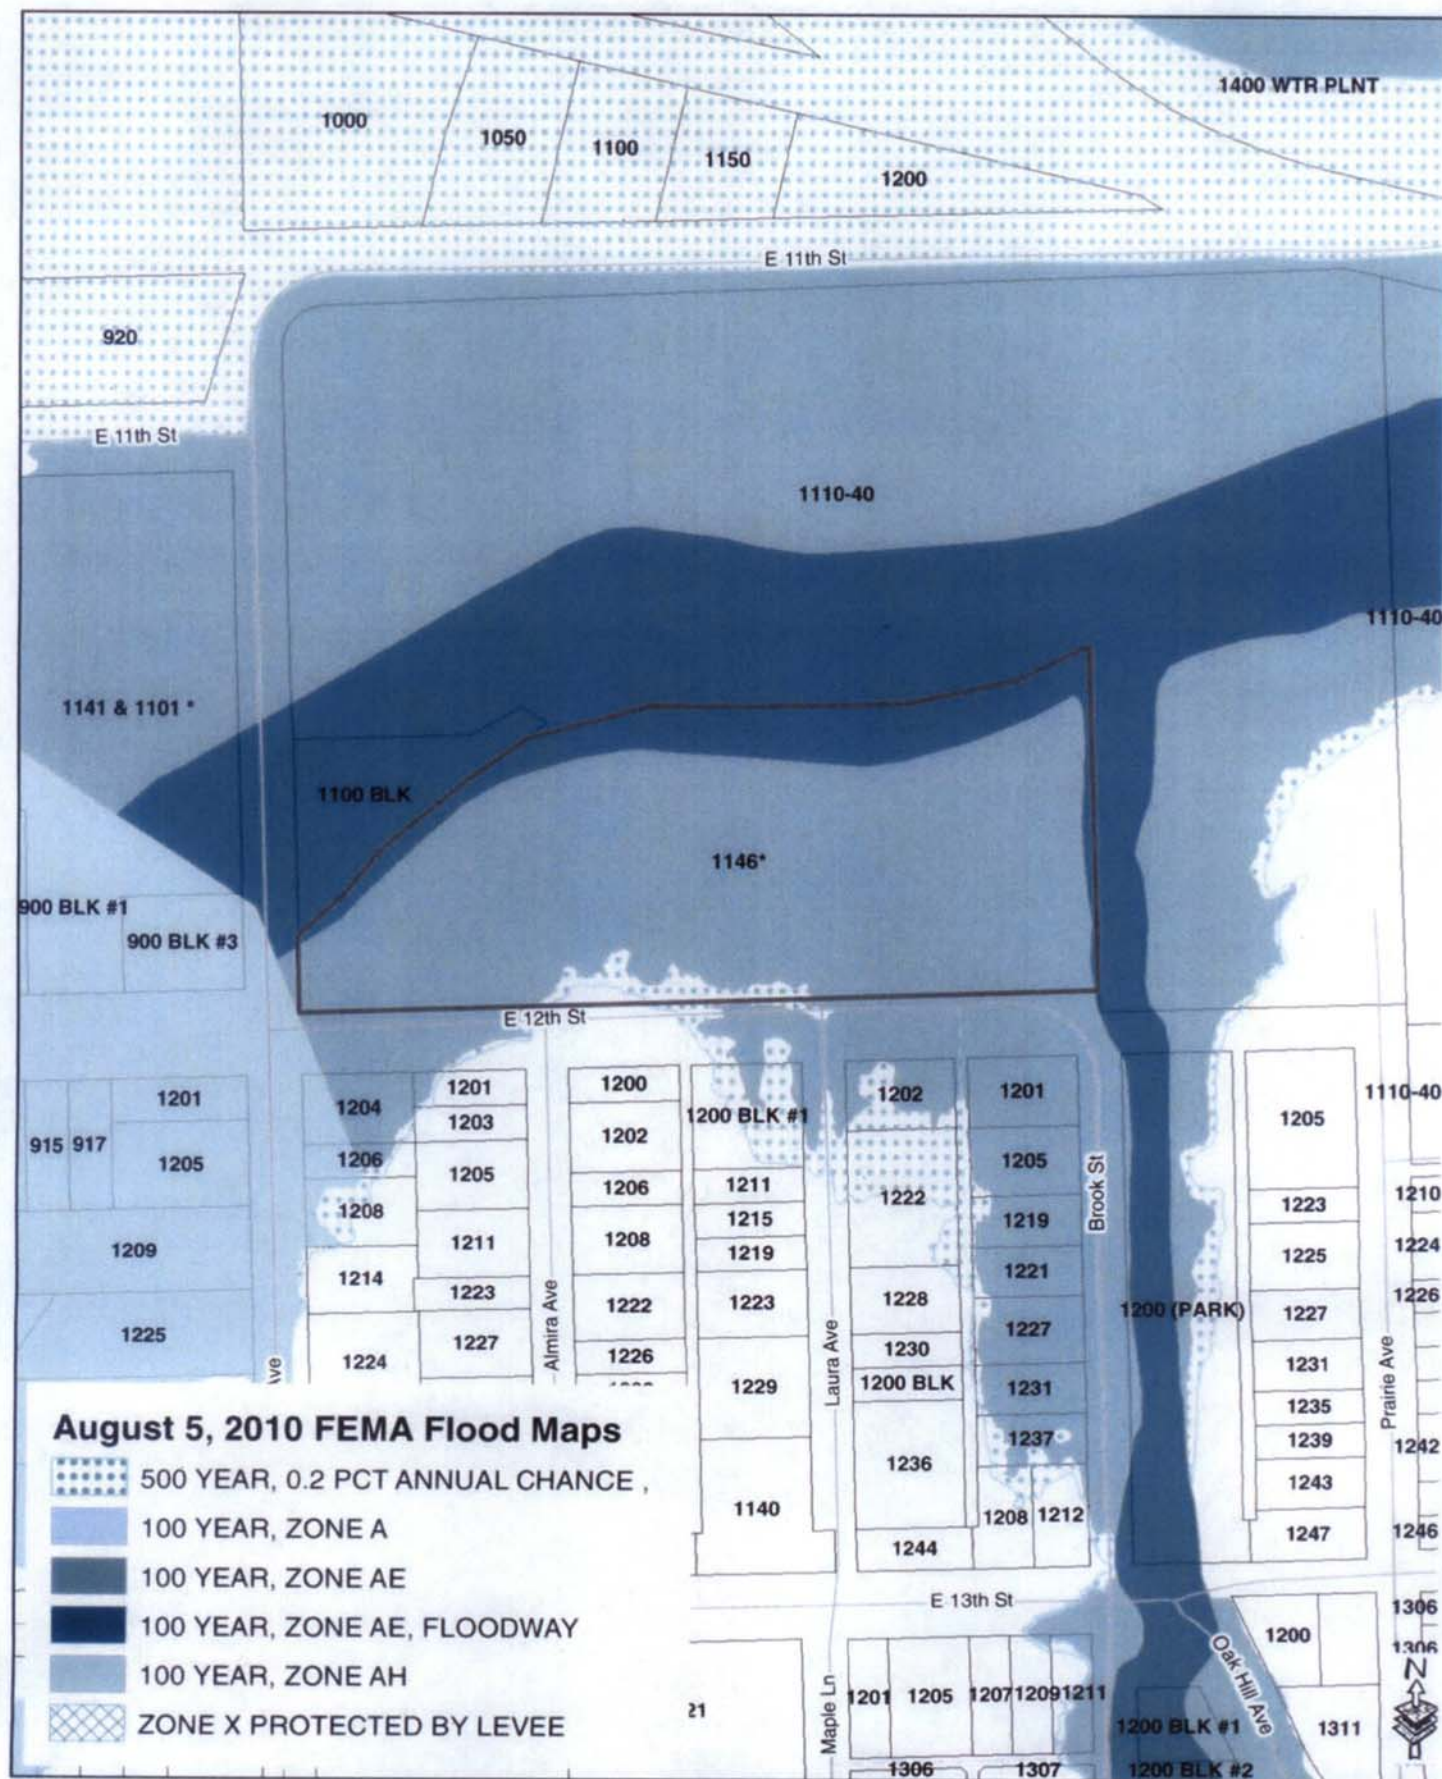 1400 WTR PLNT
1000
1050
1100
1150
1200
E 11th St
920
E 11th St
1110-40
1110-40
1141 & 1101 *
1100 BLK
1146*
900 BLK #1
900 BLK #3
E 12th St
1201
915 917
1205
1209
1225
Ave
1204
1206
1208
1214
1224
1201
1203
1205
1211
1223
1227
Almira Ave
1200
1202
1206
1208
1222
1226
1200 BLK #1
1211
1215
1219
1223
1229
1140
Laura Ave
1202
1222
1228
1230
1200 BLK
1236
1244
1201
1205
1219
1221
1227
1231
1237
1208
1212
Brook St
1200 (PARK)
1205
1223
1225
1227
1231
1235
1239
1243
1247
Prairie Ave
1110-40
1210
1224
1226
1242
1246
E 13th St
August 5, 2010 FEMA Flood Maps
500 YEAR, 0.2 PCT ANNUAL CHANCE ,
100 YEAR, ZONE A
100 YEAR, ZONE AE
100 YEAR, ZONE AE, FLOODWAY
100 YEAR, ZONE AH
ZONE X PROTECTED BY LEVEE
21
Maple Ln
1201
1205
1207
1209
1211
1306
1307
1200 BLK #1
1200 BLK #2
Oak Hill Ave
1200
1311
1306
1306
N